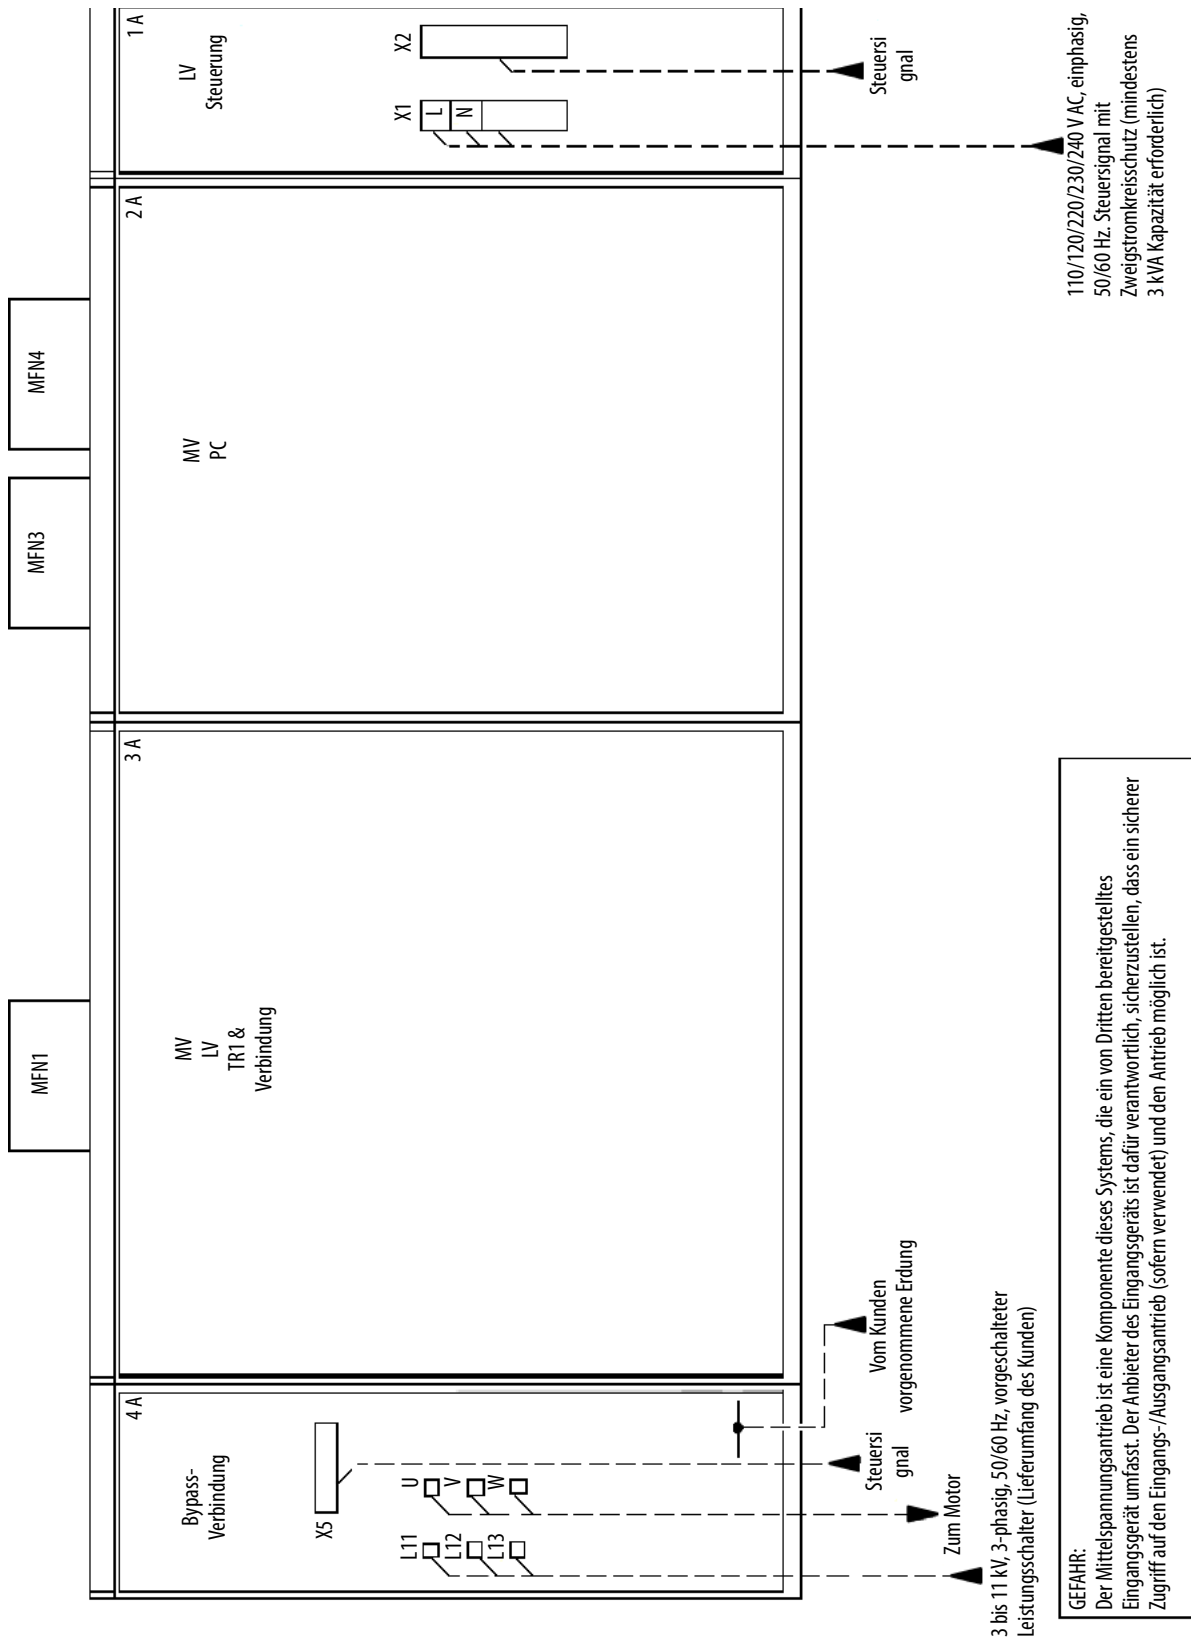 MFN1
MFN3
MFN4
4 A
Bypass-
Verbindung
X5
L11
L12
L13
U
V
W
3 A
MV
LV
TR1 &
Verbindung
2 A
MV
PC
1 A
LV
Steuerung
X1
L
N
X2
3 bis 11 kV, 3-phasig, 50/60 Hz, vorgeschalteter
Leistungsschalter (Lieferumfang des Kunden)
Zum Motor
Steuersi
gnal
Vom Kunden
vorgenommene Erdung
Steuersi
gnal
110/120/220/230/240 V AC, einphasig,
50/60 Hz. Steuersignal mit
Zweigstromkreisschutz (mindestens
3 kVA Kapazität erforderlich)
GEFAHR:
Der Mittelspannungsantrieb ist eine Komponente dieses Systems, die ein von Dritten bereitgestelltes
Eingangsgerät umfasst. Der Anbieter des Eingangsgeräts ist dafür verantwortlich, sicherzustellen, dass ein sicherer
Zugriff auf den Eingangs-/Ausgangsantrieb (sofern verwendet) und den Antrieb möglich ist.